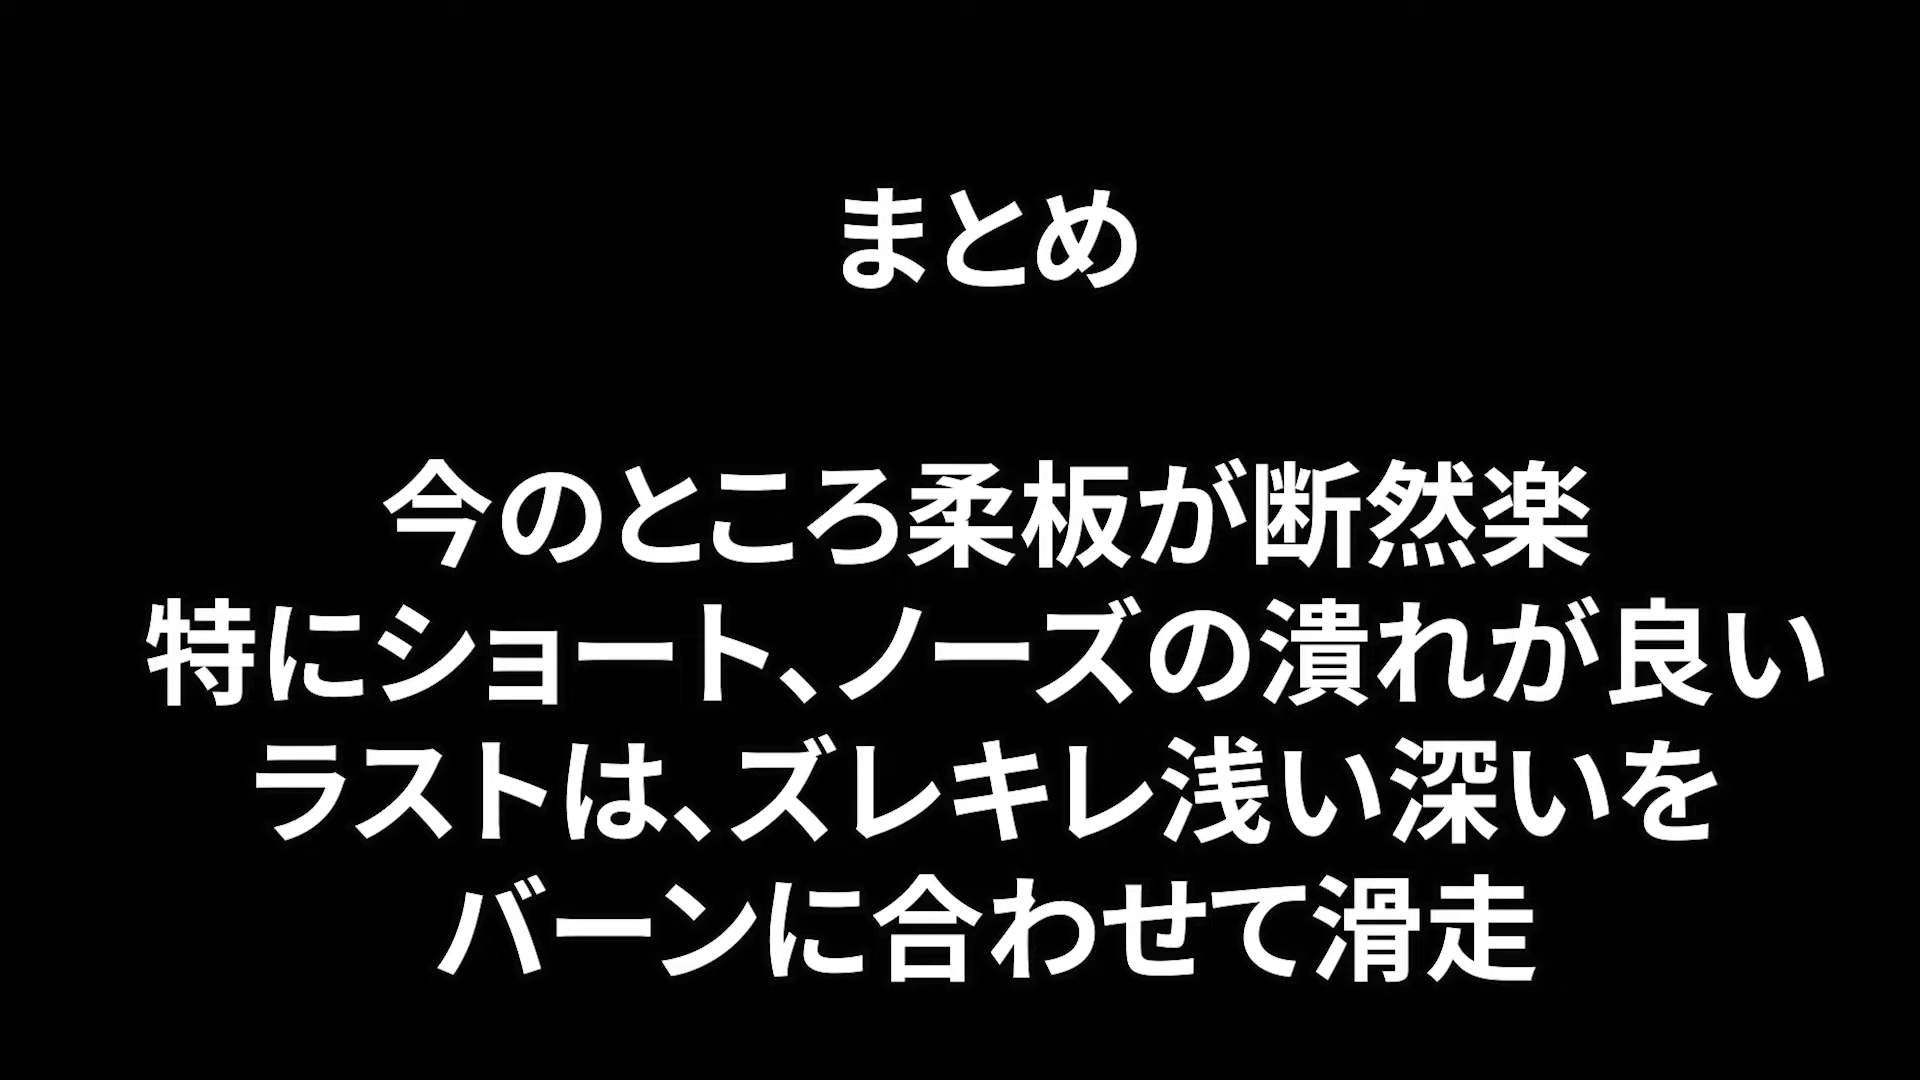 まとめ
今のところ柔板が断然楽
特にショート、ノーズの潰れが良い
ラストは、ズレキレ浅い深いを
バーンに合わせて滑走